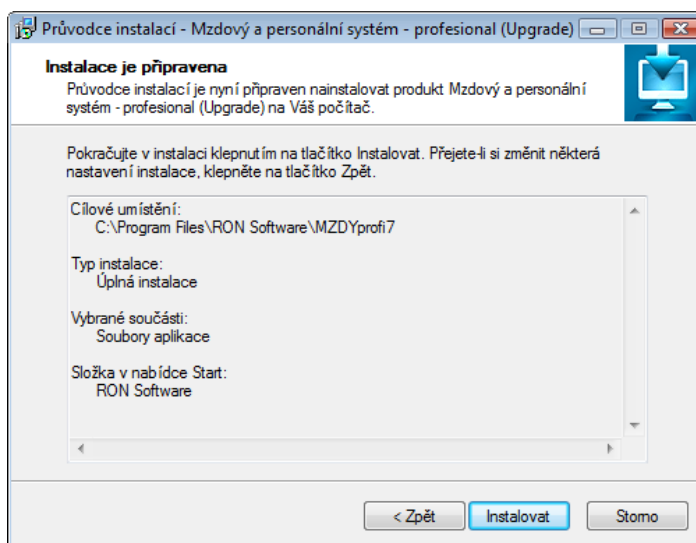 Průvodce instalací - Mzdový a personální systém - profesional (Upgrade)
Instalace je připravena
Průvodce instalací je nyní připraven nainstalovat produkt Mzdový a personální
systém - profesional (Upgrade) na Váš počítač.
Pokračujte v instalaci klepnutím na tlačítko Instalovat. Přejete-li si změnit některá
nastavení instalace, klepněte na tlačítko Zpět.
Cílové umístění:
C:\Program Files\RON Software\MZDYprofi7
Typ instalace:
Úplná instalace
Vybrané součásti:
Soubory aplikace
Složka v nabídce Start:
RON Software
< Zpět Instalovat Storno